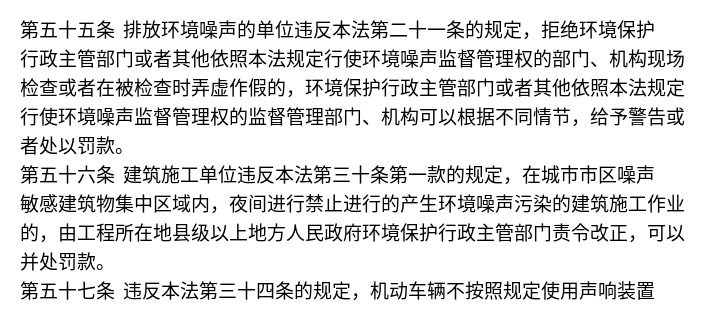 第五十五条 排放环境噪声的单位违反本法第二十一条的规定，拒绝环境保护
行政主管部门或者其他依照本法规定行使环境噪声监督管理权的部门、机构现场
检查或者在被检查时弄虚作假的，环境保护行政主管部门或者其他依照本法规定
行使环境噪声监督管理权的监督管理部门、机构可以根据不同情节，给予警告或
者处以罚款。
第五十六条 建筑施工单位违反本法第三十条第一款的规定，在城市市区噪声
敏感建筑物集中区域内，夜间进行禁止进行的产生环境噪声污染的建筑施工作业
的，由工程所在地县级以上地方人民政府环境保护行政主管部门责令改正，可以
并处罚款。
第五十七条 违反本法第三十四条的规定，机动车辆不按照规定使用声响装置